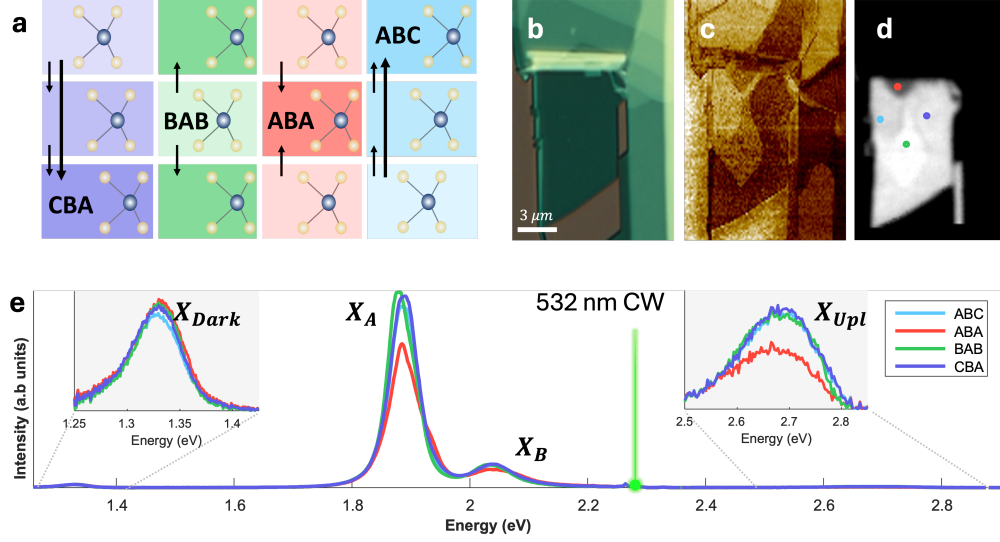 a
ABC
BAB
ABA
CBA
b
3 μm
c
d
e
X_Dark
X_A
532 nm CW
X_Upl
ABC
ABA
BAB
CBA
X_B
Intensity (a.b units)
1.25 1.3 1.35 1.4
Energy (eV)
2.5 2.6 2.7 2.8
Energy (eV)
1.4 1.6 1.8 2 2.2 2.4 2.6 2.8
Energy (eV)